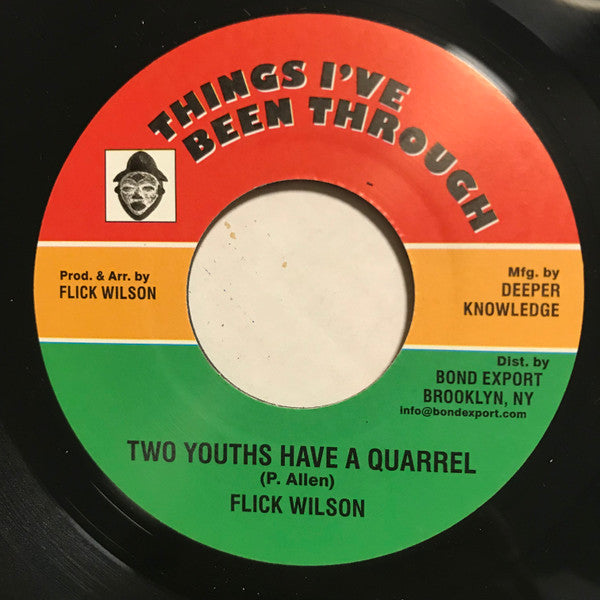 THINGS I'VE
BEEN THROUGH
Prod. & Arr. by
FLICK WILSON
Mfg. by
DEEPER
KNOWLEDGE
Dist. by
BOND EXPORT
BROOKLYN, NY
info@bondexport.com
TWO YOUTHS HAVE A QUARREL
(P. Allen)
FLICK WILSON